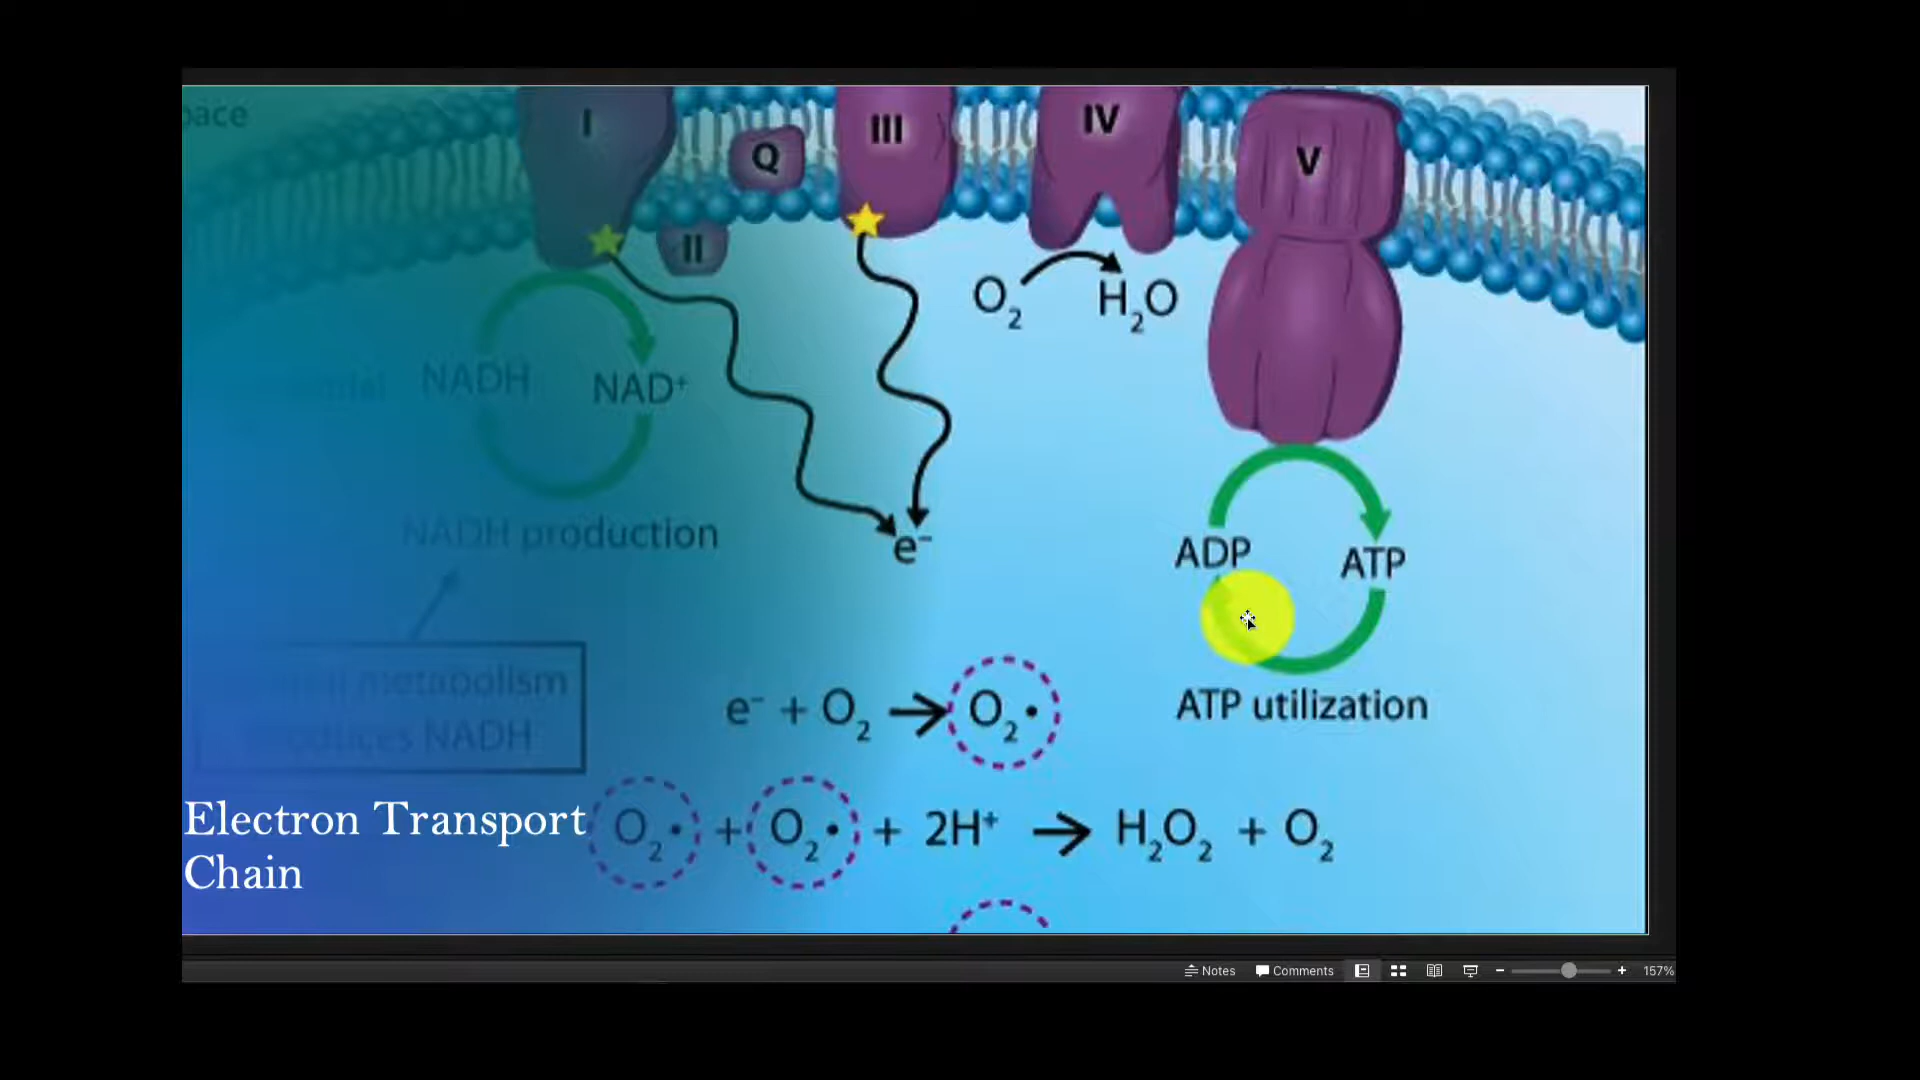 pace
I
Q
III
IV
V
II
O₂
H₂O
NADH
NAD⁺
NADH production
e⁻
ADP
ATP
ATP utilization
metabolism
NADH
e⁻ + O₂ → O₂•
O₂• + O₂• + 2H⁺ → H₂O₂ + O₂
Electron Transport
Chain
Notes
Comments
157%